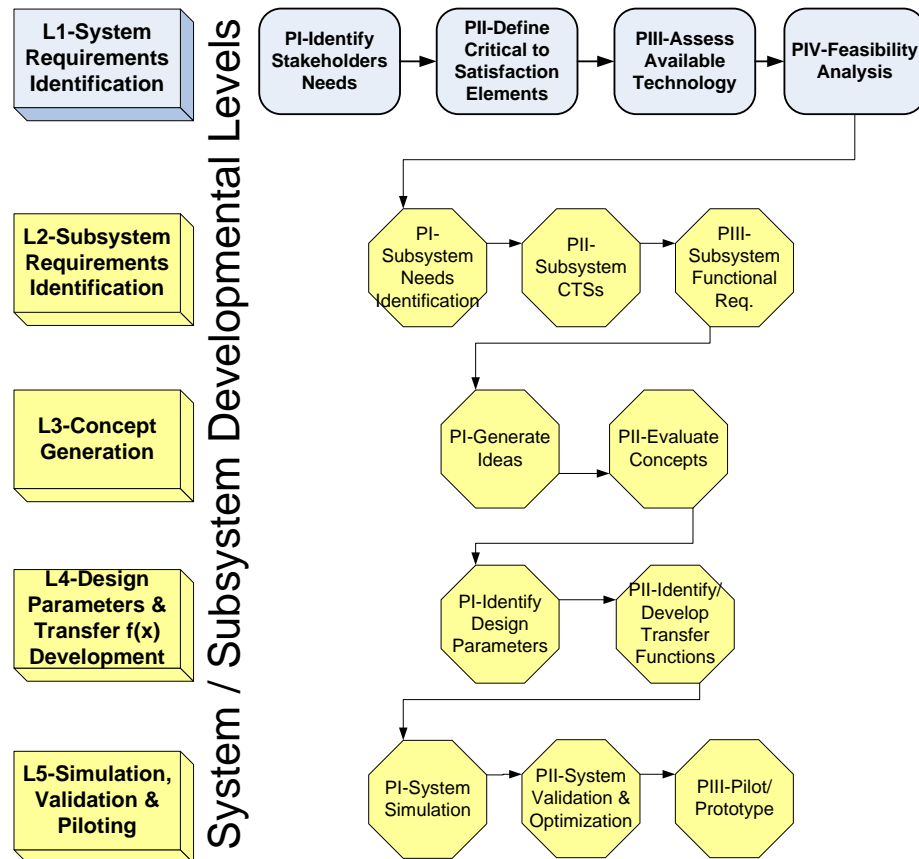 L1-System
Requirements
Identification
PI-Identify
Stakeholders
Needs
PII-Define
Critical to
Satisfaction
Elements
PIII-Assess
Available
Technology
PIV-Feasibility
Analysis
System / Subsystem Developmental Levels
L2-Subsystem
Requirements
Identification
PI-
Subsystem
Needs
Identification
PII-
Subsystem
CTSs
PIII-
Subsystem
Functional
Req.
L3-Concept
Generation
PI-Generate
Ideas
PII-Evaluate
Concepts
L4-Design
Parameters &
Transfer f(x)
Development
PI-Identify
Design
Parameters
PII-Identify/
Develop
Transfer
Functions
L5-Simulation,
Validation &
Piloting
PI-System
Simulation
PII-System
Validation &
Optimization
PIII-Pilot/
Prototype